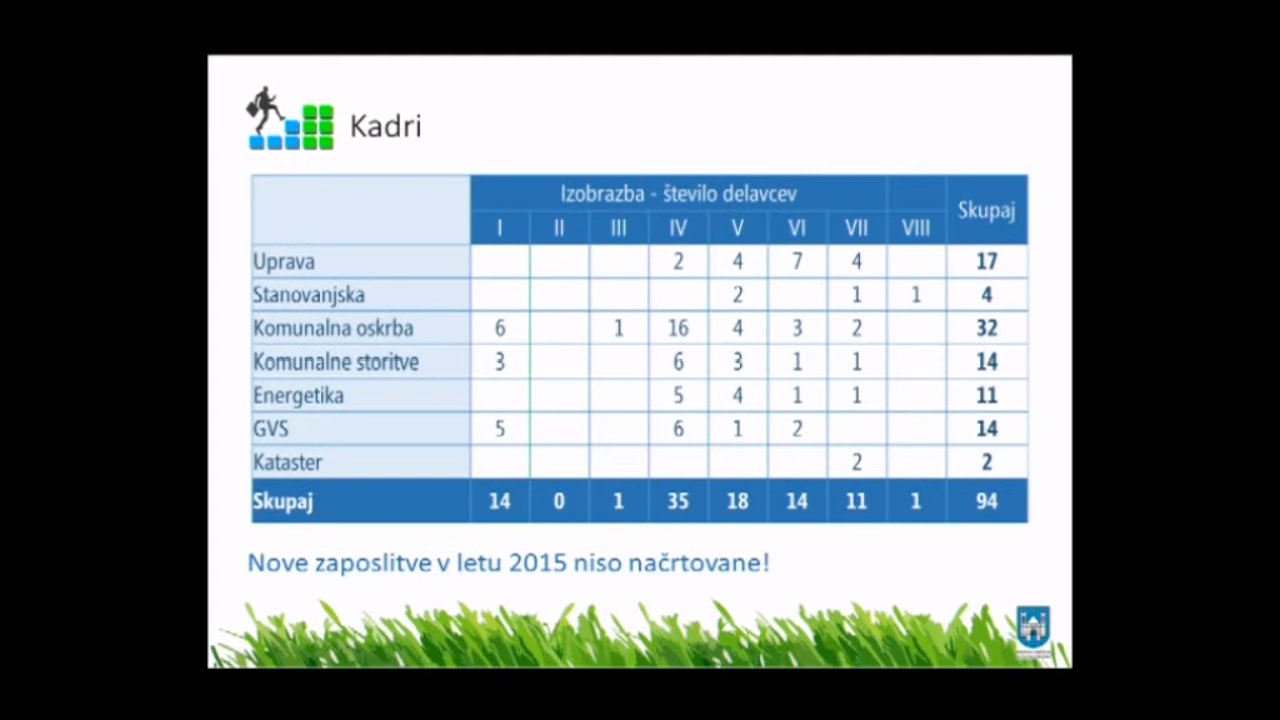 Kadri
Izobrazba - število delavcev Skupaj
I II III IV V VI VII VIII
Uprava 2 4 7 4 17
Stanovanjska 2 1 1 4
Komunalna oskrba 6 1 16 4 3 2 32
Komunalne storitve 3 6 3 1 1 14
Energetika 5 4 1 1 11
GVS 5 6 1 2 14
Kataster 2 2
Skupaj 14 0 1 35 18 14 11 1 94
Nove zaposlitve v letu 2015 niso načrtovane!